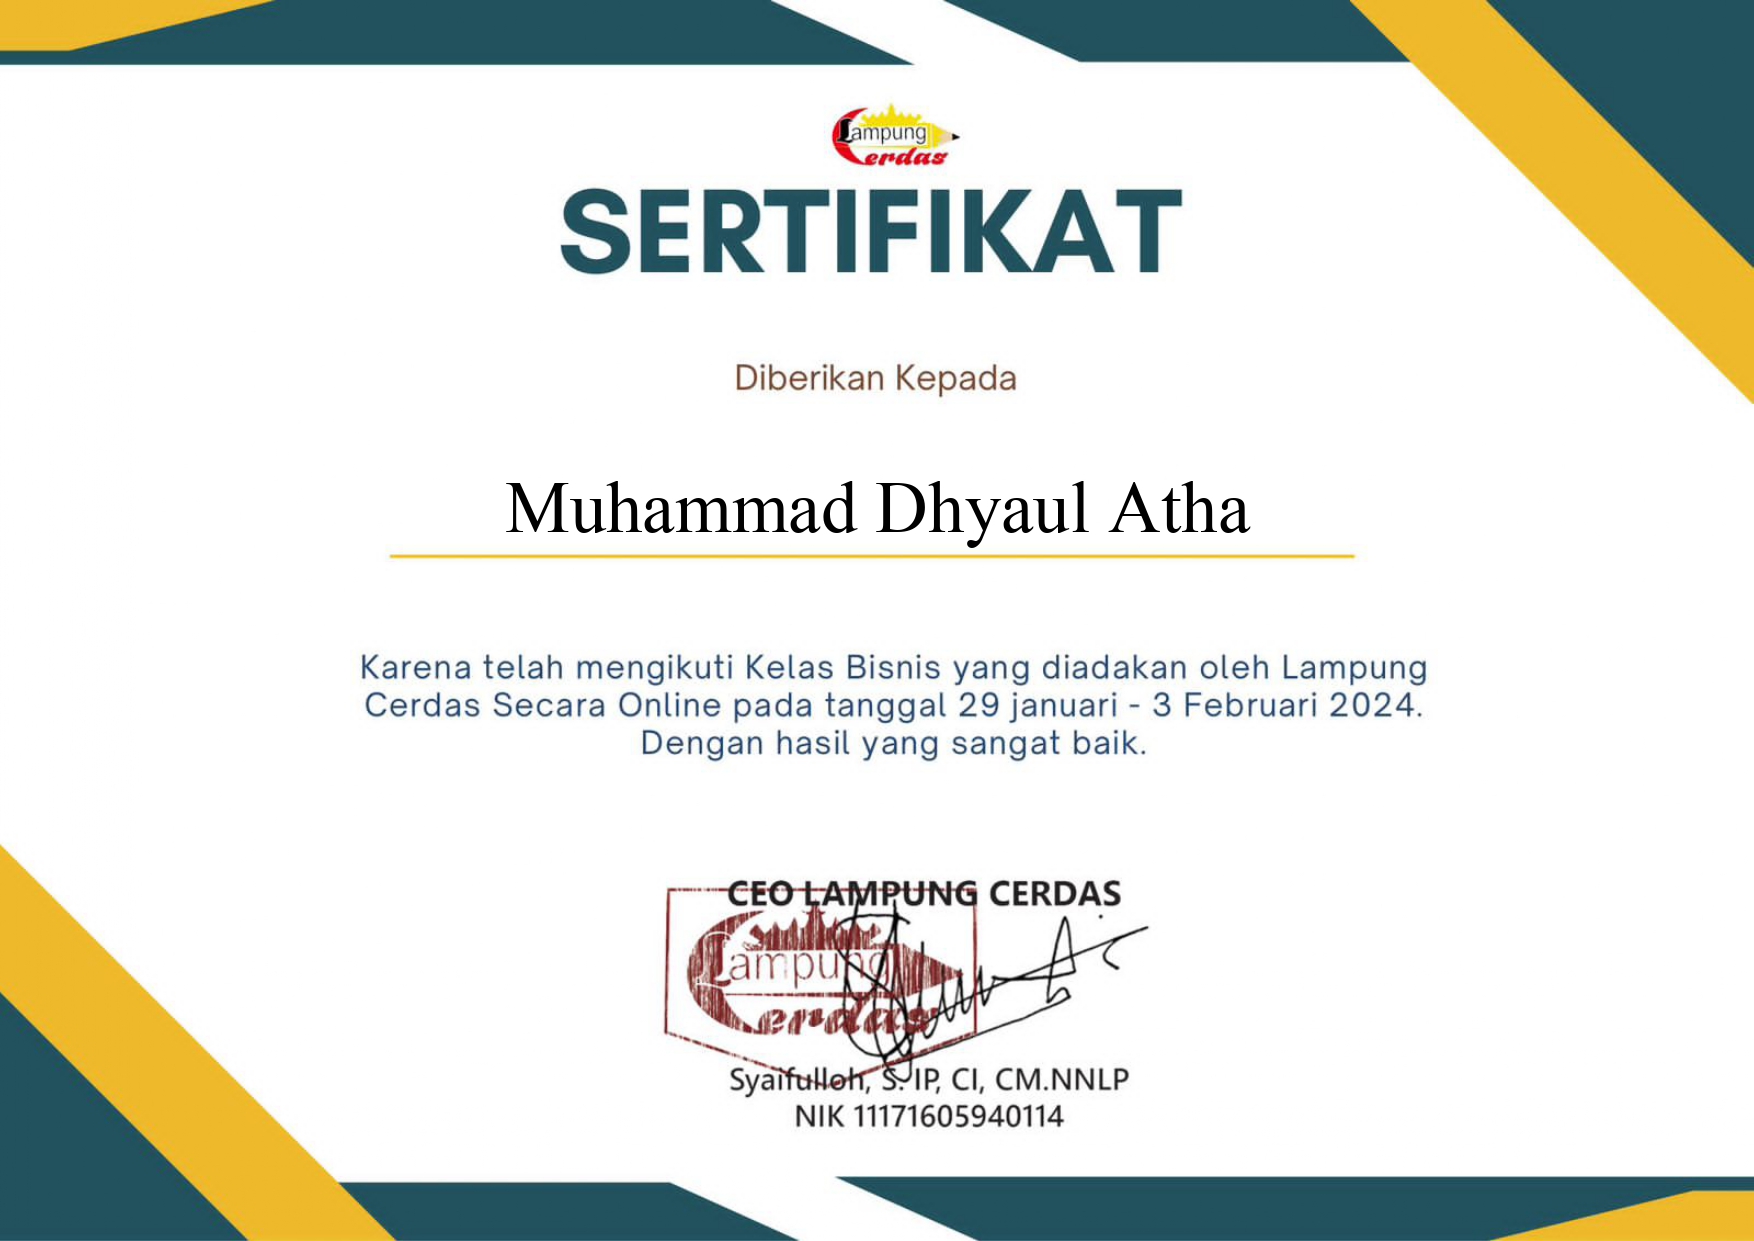 Lampung
Cerdas
SERTIFIKAT
Diberikan Kepada
Muhammad Dhyaul Atha
Karena telah mengikuti Kelas Bisnis yang diadakan oleh Lampung
Cerdas Secara Online pada tanggal 29 januari - 3 Februari 2024.
Dengan hasil yang sangat baik.
CEO LAMPUNG CERDAS
Lampung
Cerdas
Syaifulloh, S. IP, CI, CM.NNLP
NIK 11171605940114